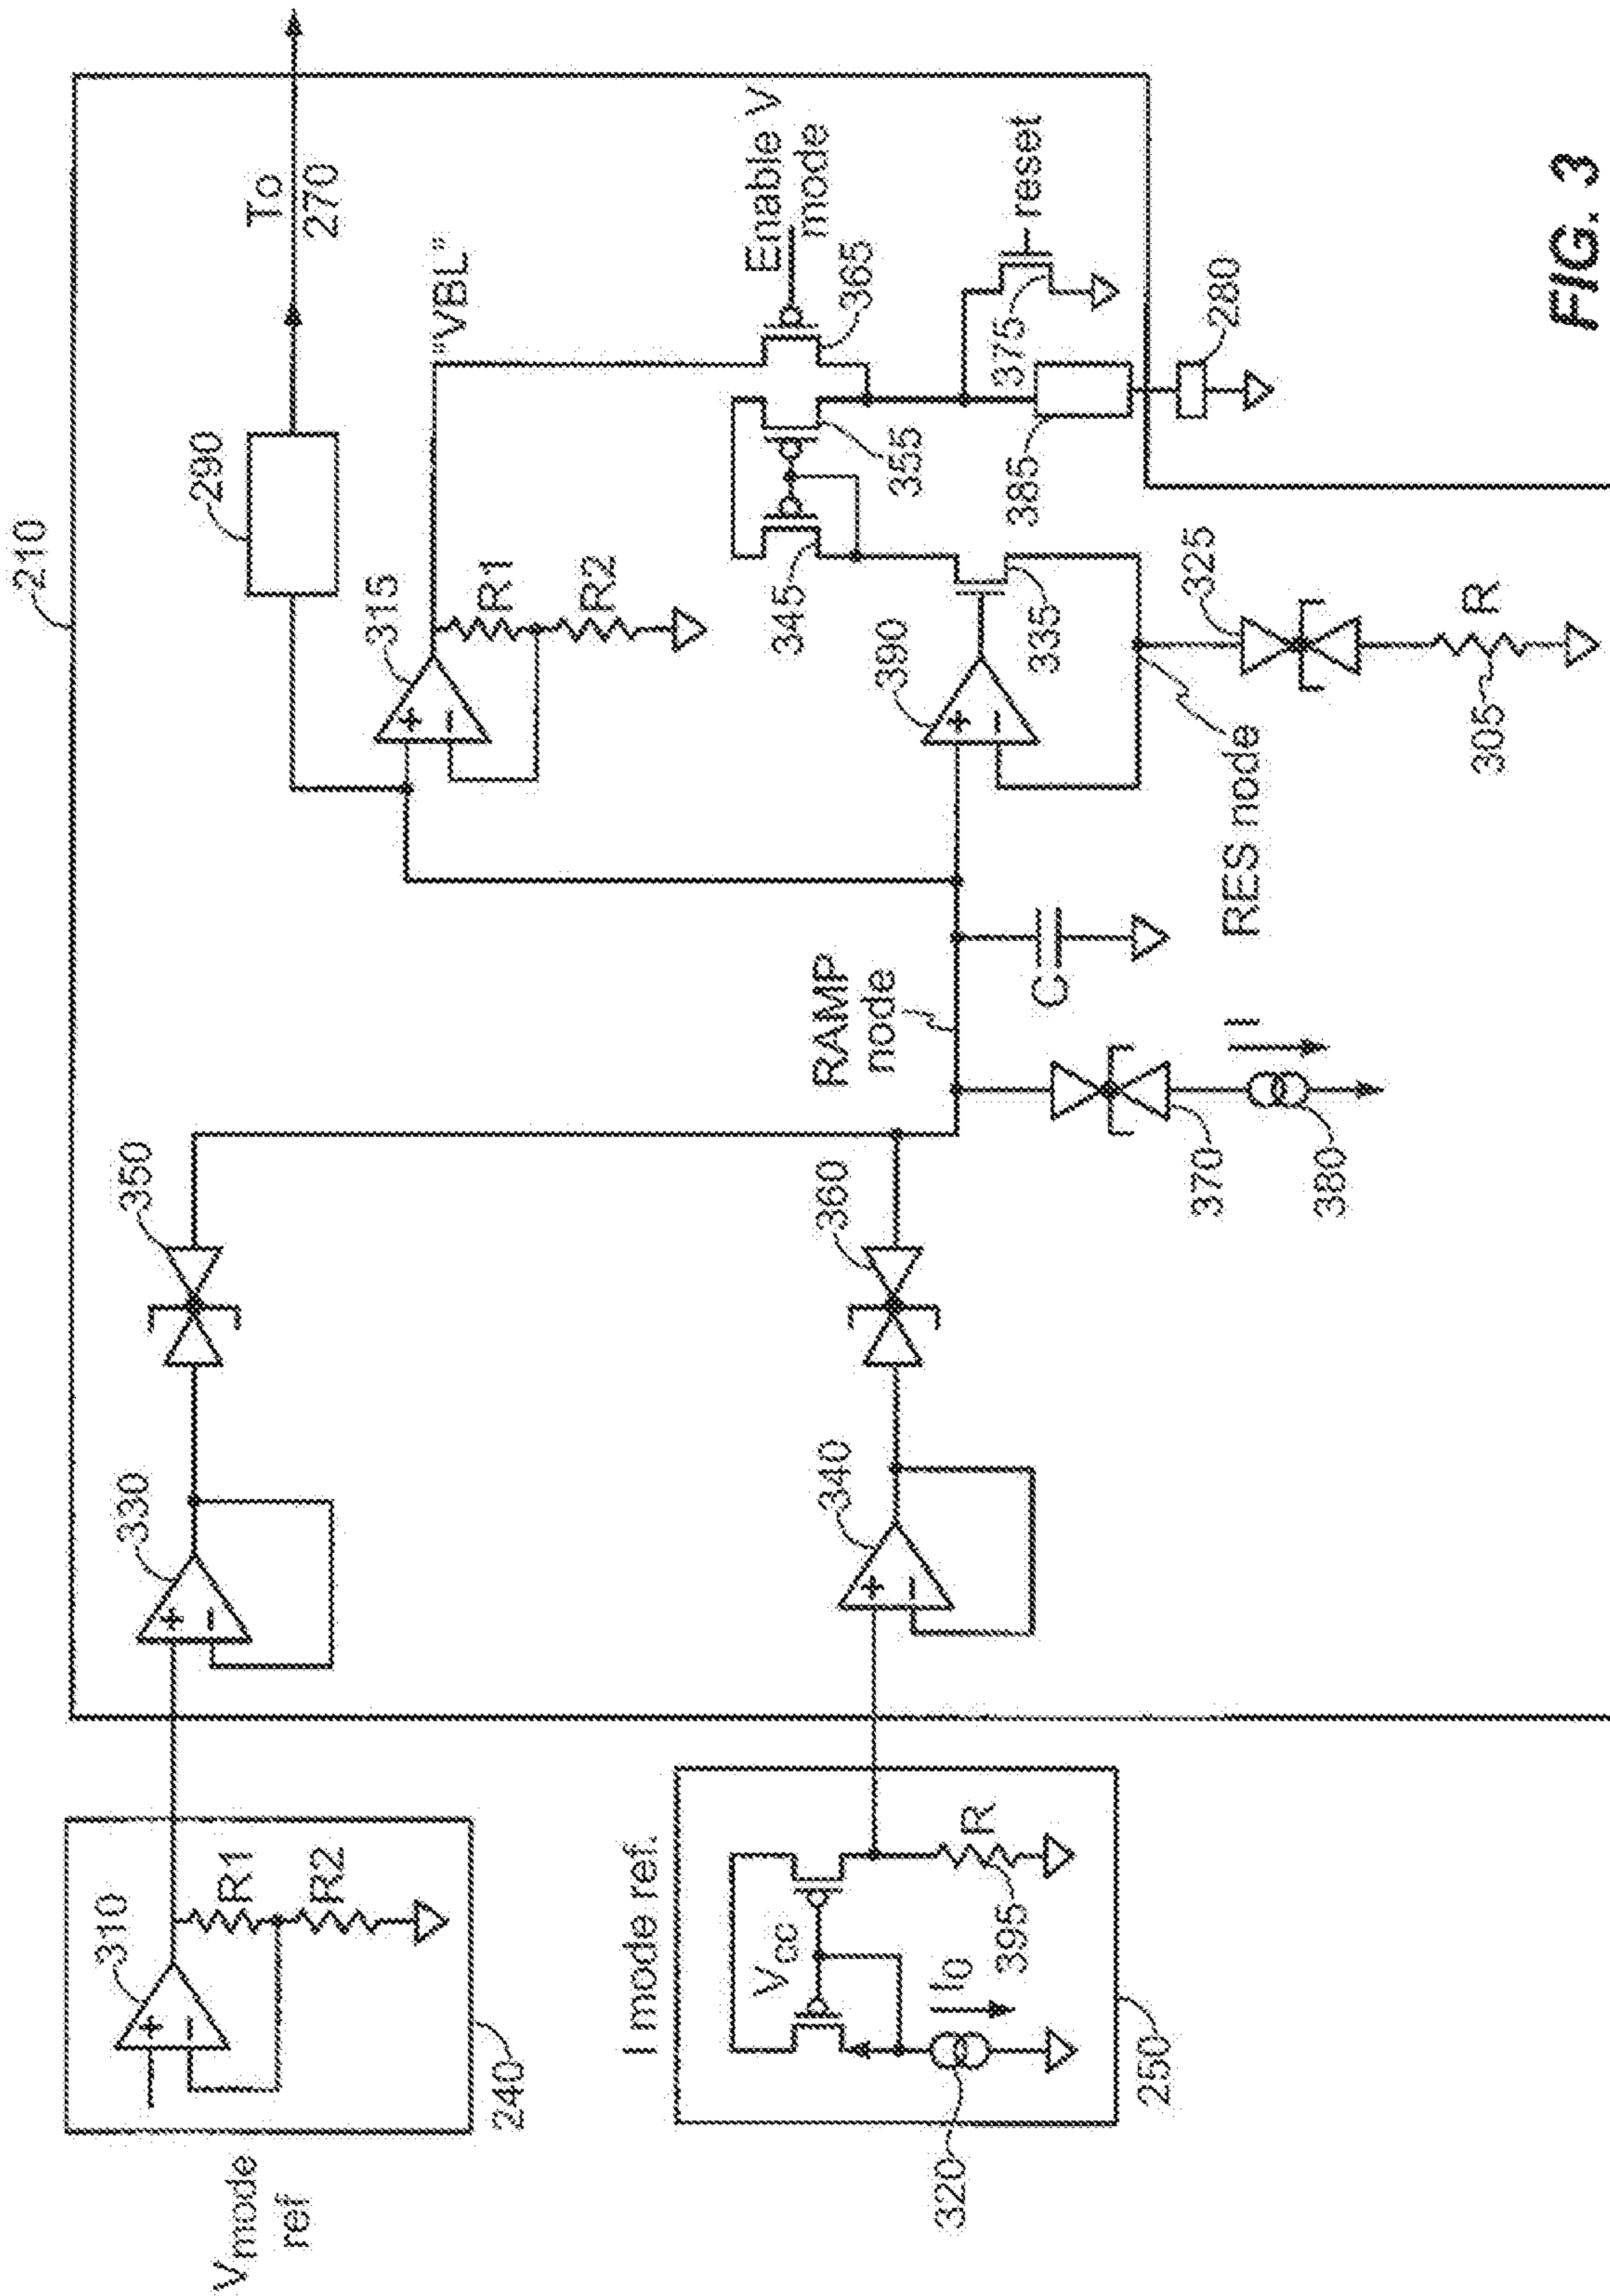 210
To
270
290
"VBL"
315
R1
R2
Enable V
mode
365
345
355
reset
375
385
280
390
335
RES node
325
R
305
350
330
RAMP
node
C
360
340
370
380
I
310
R1
R2
240
Vmode
ref
I mode ref.
VCC
R
395
I0
320
250
FIG. 3